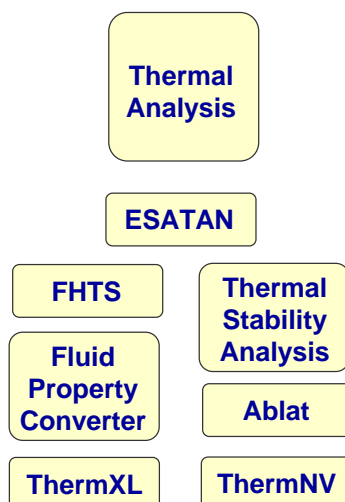 Thermal
Analysis
ESATAN
FHTS
Thermal
Stability
Analysis
Fluid
Property
Converter
Ablat
ThermXL
ThermNV